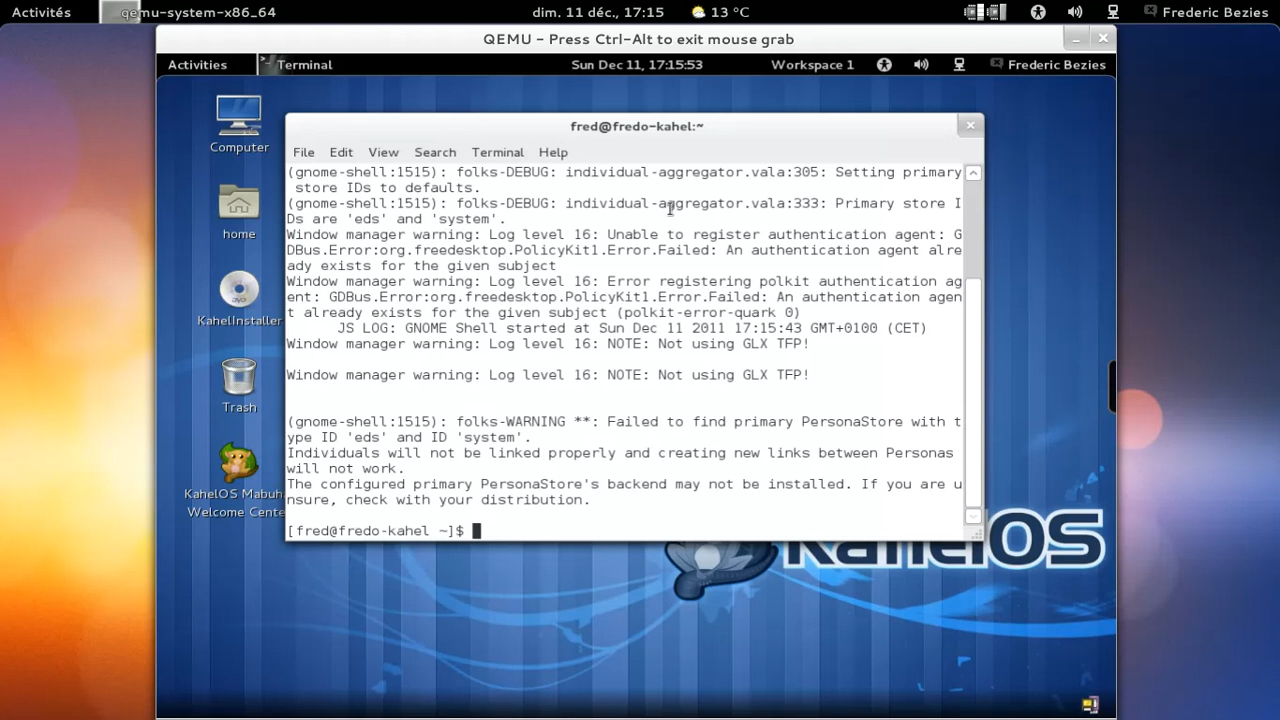 Activités qemu-system-x86_64 dim. 11 déc., 17:15 13 °C Frederic Bezies
QEMU - Press Ctrl-Alt to exit mouse grab
Activities Terminal Sun Dec 11, 17:15:53 Workspace 1 Frederic Bezies
Computer
home
KahelInstaller
Trash
KahelOS Mabuh
Welcome Cente
fred@fredo-kahel:~
File Edit View Search Terminal Help
(gnome-shell:1515): folks-DEBUG: individual-aggregator.vala:305: Setting primary
 store IDs to defaults.
(gnome-shell:1515): folks-DEBUG: individual-aggregator.vala:333: Primary store I
Ds are 'eds' and 'system'.
Window manager warning: Log level 16: Unable to register authentication agent: G
DBus.Error:org.freedesktop.PolicyKit1.Error.Failed: An authentication agent alre
ady exists for the given subject
Window manager warning: Log level 16: Error registering polkit authentication ag
ent: GDBus.Error:org.freedesktop.PolicyKit1.Error.Failed: An authentication agen
t already exists for the given subject (polkit-error-quark 0)
      JS LOG: GNOME Shell started at Sun Dec 11 2011 17:15:43 GMT+0100 (CET)
Window manager warning: Log level 16: NOTE: Not using GLX TFP!
Window manager warning: Log level 16: NOTE: Not using GLX TFP!
(gnome-shell:1515): folks-WARNING **: Failed to find primary PersonaStore with t
ype ID 'eds' and ID 'system'.
Individuals will not be linked properly and creating new links between Personas
will not work.
The configured primary PersonaStore's backend may not be installed. If you are u
nsure, check with your distribution.
[fred@fredo-kahel ~]$
KahelOS